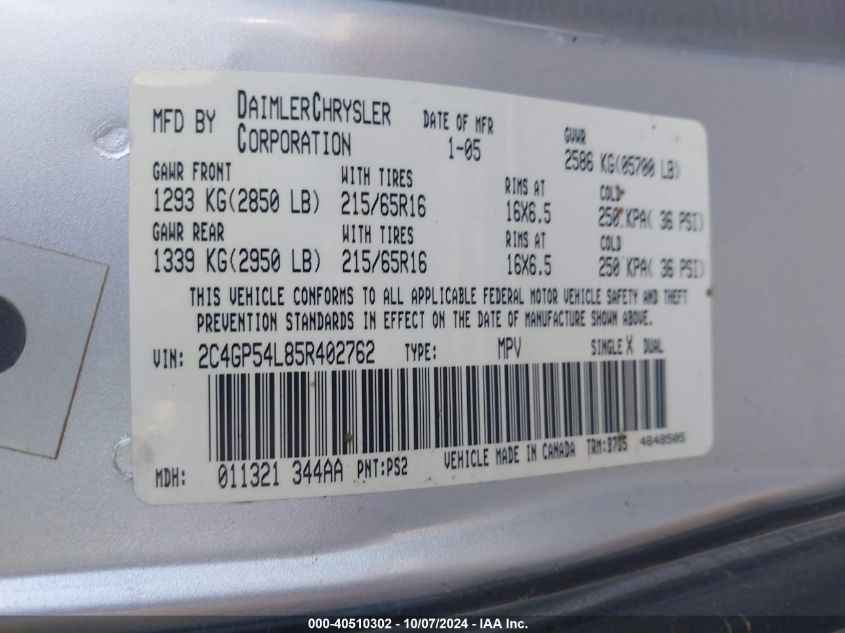 MFD BY DAIMLERCHRYSLER CORPORATION DATE OF MFR 1-05 GVWR 2586 KG(05700 LB)
GAWR FRONT WITH TIRES RIMS AT COLD
1293 KG(2850 LB) 215/65R16 16X6.5 250 KPA( 36 PSI)
GAWR REAR WITH TIRES RIMS AT COLD
1339 KG(2950 LB) 215/65R16 16X6.5 250 KPA( 36 PSI)
THIS VEHICLE CONFORMS TO ALL APPLICABLE FEDERAL MOTOR VEHICLE SAFETY AND THEFT
PREVENTION STANDARDS IN EFFECT ON THE DATE OF MANUFACTURE SHOWN ABOVE.
VIN: 2C4GP54L85R402762 TYPE: MPV SINGLE X DUAL
MDH: 011321 344AA PNT:PS2 VEHICLE MADE IN CANADA TRM:B7D5 4648505
000-40510302 - 10/07/2024 - IAA Inc.